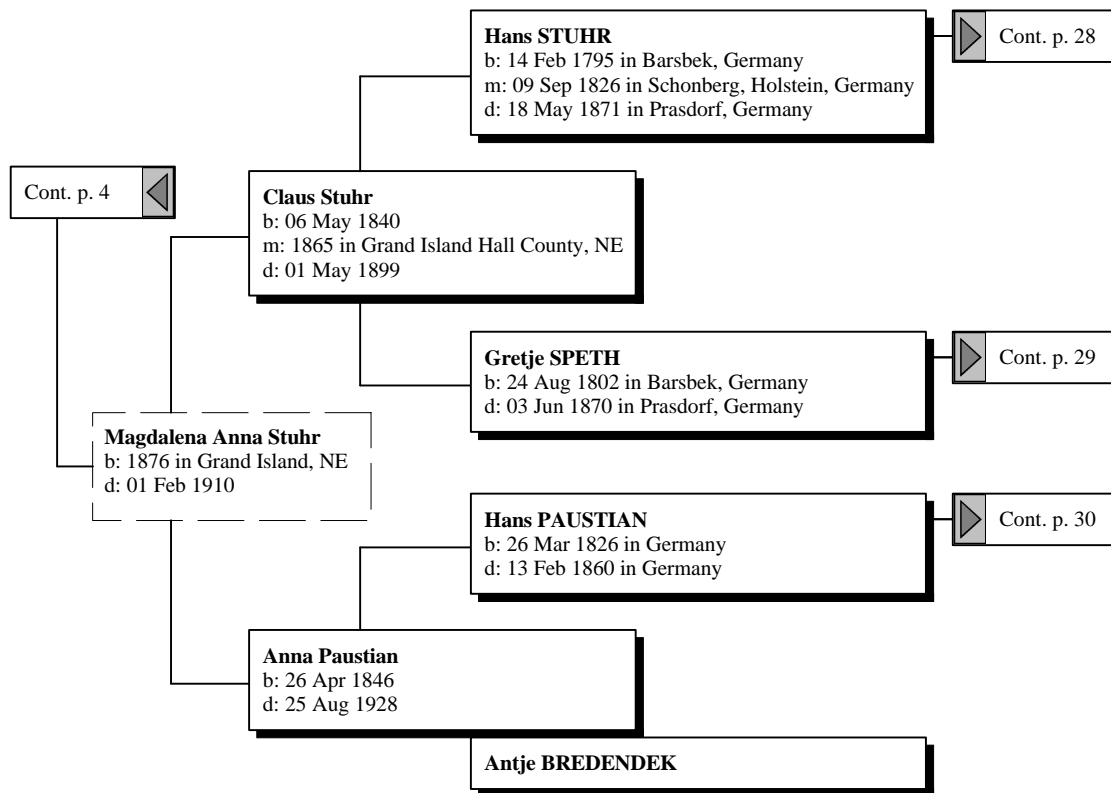 Hans STUHR
b: 14 Feb 1795 in Barsbek, Germany
m: 09 Sep 1826 in Schonberg, Holstein, Germany
d: 18 May 1871 in Prasdorf, Germany
Cont. p. 28
Cont. p. 4
Claus Stuhr
b: 06 May 1840
m: 1865 in Grand Island Hall County, NE
d: 01 May 1899
Gretje SPETH
b: 24 Aug 1802 in Barsbek, Germany
d: 03 Jun 1870 in Prasdorf, Germany
Cont. p. 29
Magdalena Anna Stuhr
b: 1876 in Grand Island, NE
d: 01 Feb 1910
Hans PAUSTIAN
b: 26 Mar 1826 in Germany
d: 13 Feb 1860 in Germany
Cont. p. 30
Anna Paustian
b: 26 Apr 1846
d: 25 Aug 1928
Antje BREDENDEK